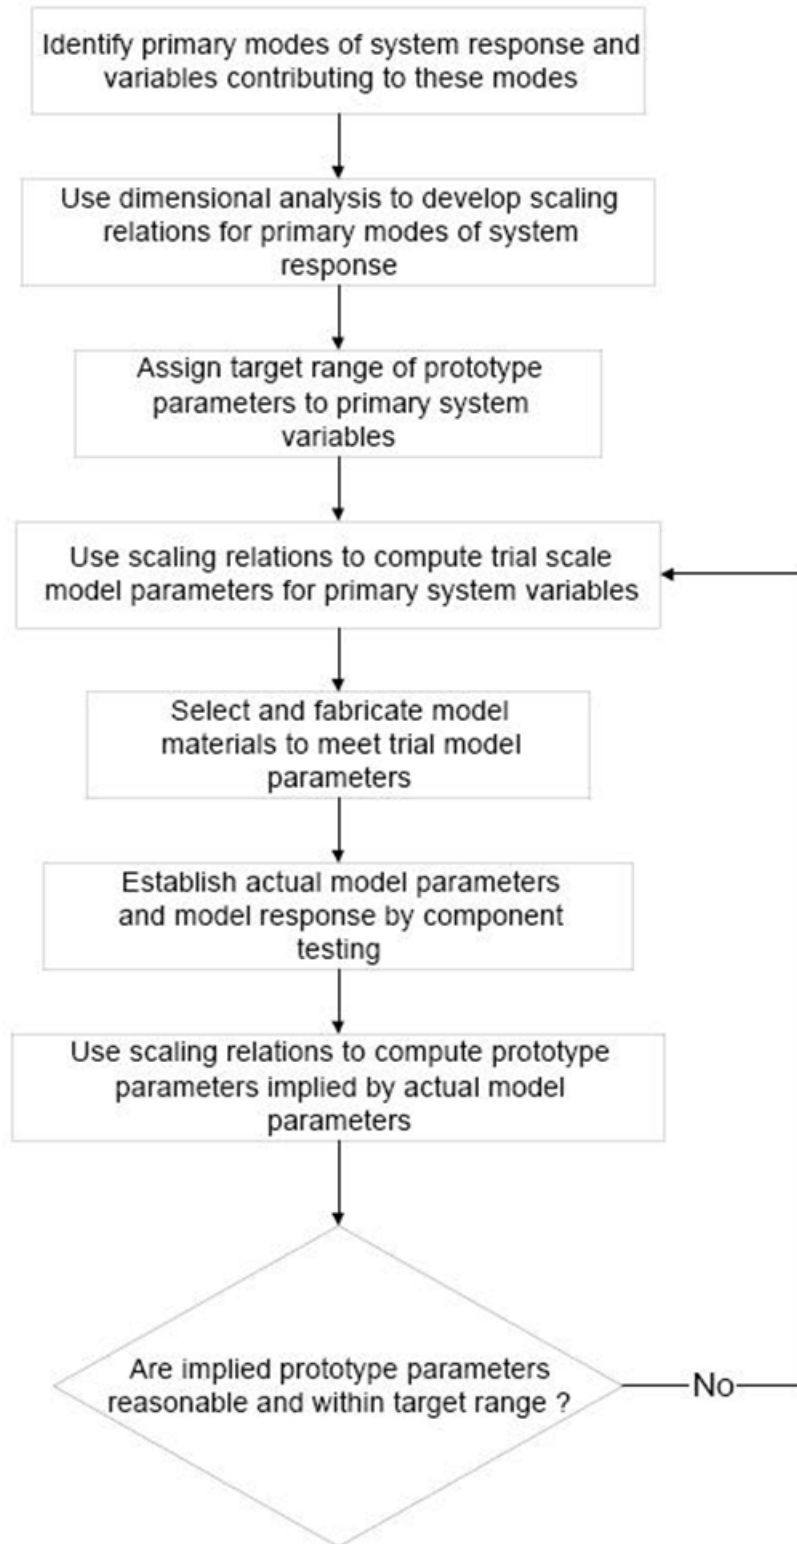 Identify primary modes of system response and
variables contributing to these modes
Use dimensional analysis to develop scaling
relations for primary modes of system
response
Assign target range of prototype
parameters to primary system
variables
Use scaling relations to compute trial scale
model parameters for primary system variables
Select and fabricate model
materials to meet trial model
parameters
Establish actual model parameters
and model response by component
testing
Use scaling relations to compute prototype
parameters implied by actual model
parameters
Are implied prototype parameters
reasonable and within target range ?
No